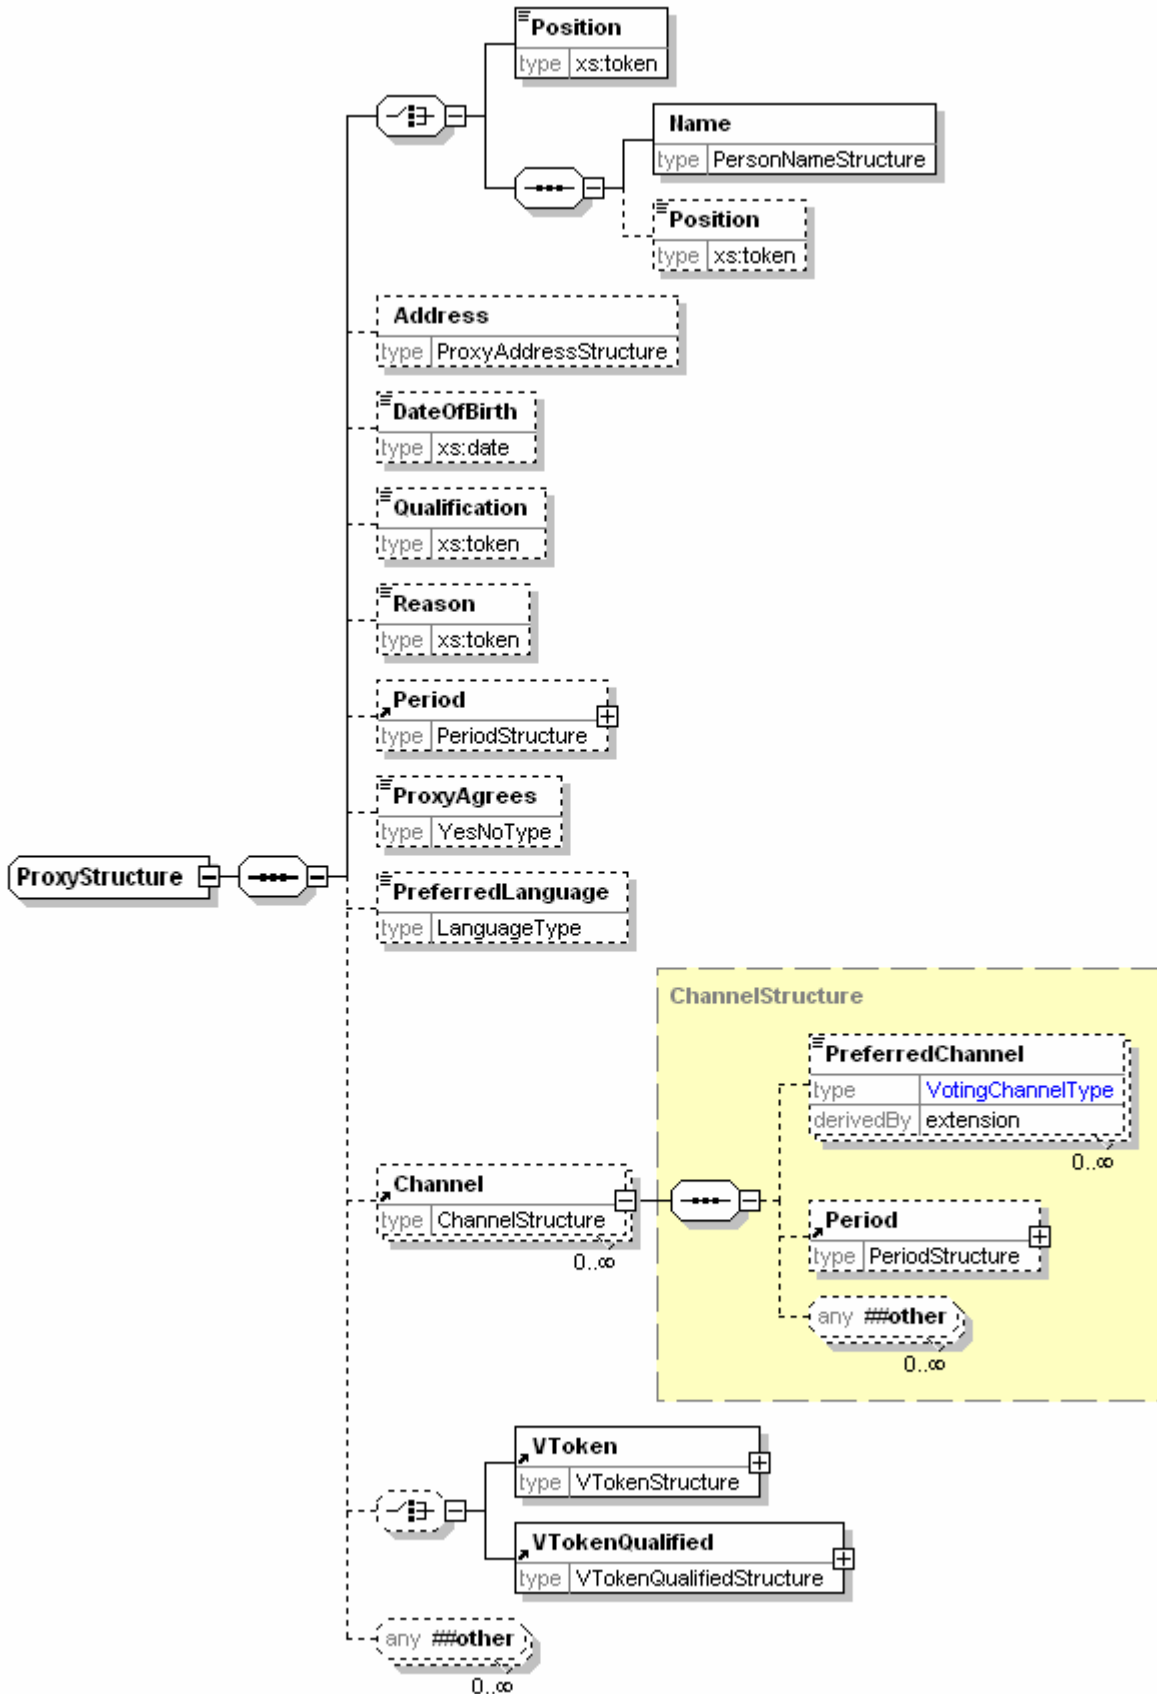 Position
type xs:token
Name
type PersonNameStructure
Position
type xs:token
Address
type ProxyAddressStructure
DateOfBirth
type xs:date
Qualification
type xs:token
Reason
type xs:token
Period
type PeriodStructure
ProxyAgrees
type YesNoType
ProxyStructure
PreferredLanguage
type LanguageType
ChannelStructure
PreferredChannel
type VotingChannelType
derivedBy extension
0..∞
Channel
type ChannelStructure
0..∞
Period
type PeriodStructure
any ##other
0..∞
VToken
type VTokenStructure
VTokenQualified
type VTokenQualifiedStructure
any ##other
0..∞